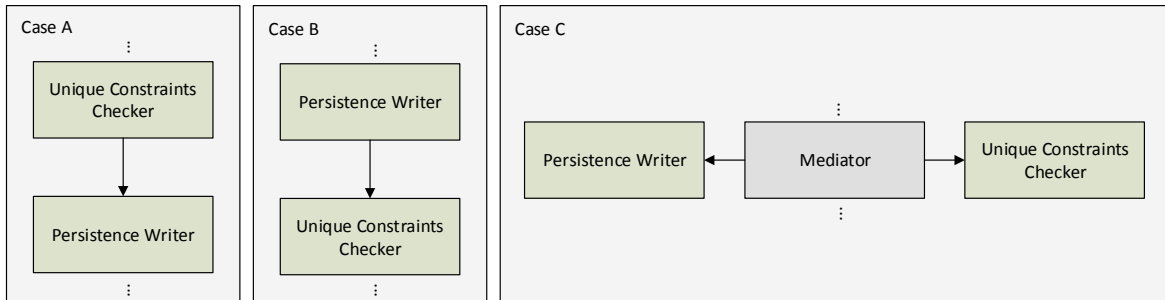 Case A
⋮
Unique Constraints
Checker
Persistence Writer
⋮
Case B
⋮
Persistence Writer
Unique Constraints
Checker
⋮
Case C
⋮
Persistence Writer
Mediator
Unique Constraints
Checker
⋮